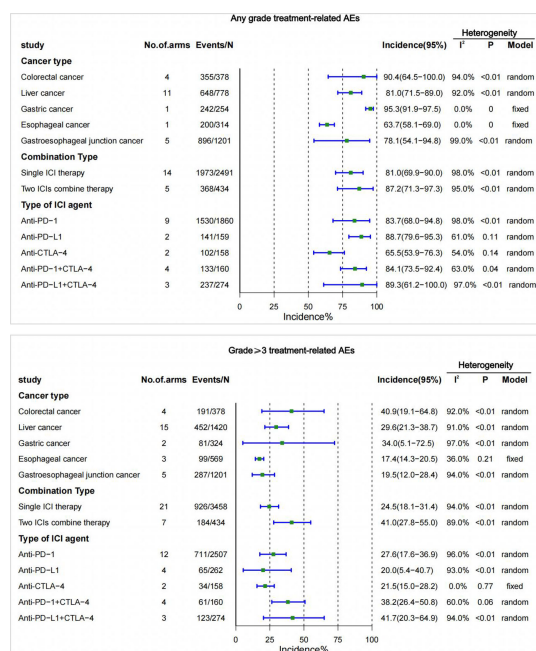 Any grade treatment-related AEs
Heterogeneity
study No.of.arms Events/N Incidence(95%) I² P Model
Cancer type
Colorectal cancer 4 355/378 90.4(64.5−100.0) 94.0% <0.01 random
Liver cancer 11 648/778 81.0(71.5−89.0) 92.0% <0.01 random
Gastric cancer 1 242/254 95.3(91.9−97.5) 0.0% 0 fixed
Esophageal cancer 1 200/314 63.7(58.1−69.0) 0.0% 0 fixed
Gastroesophageal junction cancer 5 896/1201 78.1(54.1−94.8) 99.0% <0.01 random
Combination Type
Single ICI therapy 14 1973/2491 81.0(69.9−90.0) 98.0% <0.01 random
Two ICIs combine therapy 5 368/434 87.2(71.3−97.3) 95.0% <0.01 random
Type of ICI agent
Anti-PD−1 9 1530/1860 83.7(68.0−94.8) 98.0% <0.01 random
Anti-PD−L1 2 141/159 88.7(79.6−95.3) 61.0% 0.11 random
Anti-CTLA−4 2 102/158 65.5(53.9−76.3) 54.0% 0.14 random
Anti-PD−1+CTLA−4 4 133/160 84.1(73.5−92.4) 63.0% 0.04 random
Anti-PD−L1+CTLA−4 3 237/274 89.3(61.2−100.0) 97.0% <0.01 random
0 25 50 75 100
Incidence%
Grade≥3 treatment-related AEs
Heterogeneity
study No.of.arms Events/N Incidence(95%) I² P Model
Cancer type
Colorectal cancer 4 191/378 40.9(19.1−64.8) 92.0% <0.01 random
Liver cancer 15 452/1420 29.6(21.3−38.7) 91.0% <0.01 random
Gastric cancer 2 81/324 34.0(5.1−72.5) 97.0% <0.01 random
Esophageal cancer 3 99/569 17.4(14.3−20.5) 36.0% 0.21 fixed
Gastroesophageal junction cancer 5 287/1201 19.5(12.0−28.4) 94.0% <0.01 random
Combination Type
Single ICI therapy 21 926/3458 24.5(18.1−31.4) 94.0% <0.01 random
Two ICIs combine therapy 7 184/434 41.0(27.8−55.0) 89.0% <0.01 random
Type of ICI agent
Anti-PD−1 12 711/2507 27.6(17.6−36.9) 96.0% <0.01 random
Anti-PD−L1 4 65/262 20.0(5.4−40.7) 93.0% <0.01 random
Anti-CTLA−4 2 34/158 21.5(15.0−28.2) 0.0% 0.77 fixed
Anti-PD−1+CTLA−4 4 61/160 38.2(26.4−50.8) 60.0% 0.06 random
Anti-PD−L1+CTLA−4 3 123/274 41.7(20.3−64.9) 94.0% <0.01 random
0 25 50 75 100
Incidence%